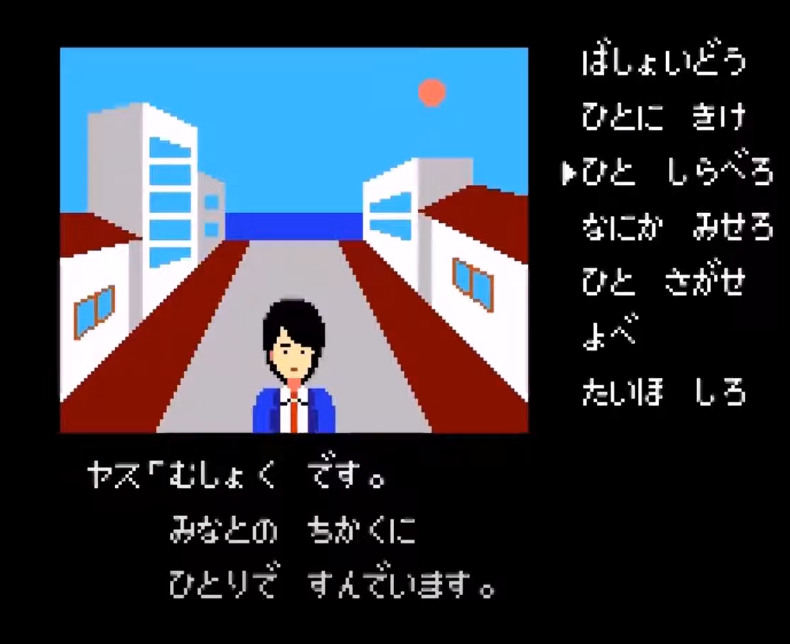 ばしょいどう
ひとに きけ
▶ひと しらべろ
なにか みせろ
ひと さがせ
よべ
たいほ しろ
ヤス「むしょく です。
みなとの ちかくに
ひとりで すんでいます。